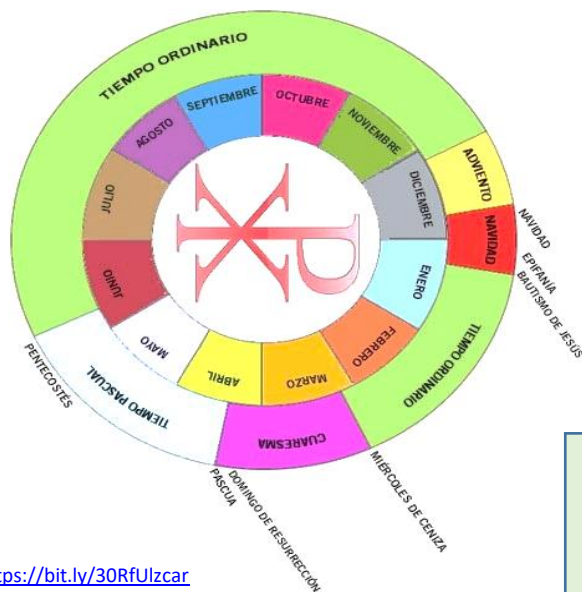 TIEMPO ORDINARIO
SEPTIEMBRE
OCTUBRE
NOVIEMBRE
AGOSTO
DICIEMBRE
JULIO
ENERO
JUNIO
FEBRERO
MAYO
ABRIL
MARZO
ADVIENTO
NAVIDAD
NAVIDAD
EPIFANÍA
BAUTISMO DE JESÚS
TIEMPO ORDINARIO
MIÉRCOLES DE CENIZA
CUARESMA
DOMINGO DE RESURRECCIÓN
PASCUA
TIEMPO PASCUAL
PENTECOSTÉS
tps://bit.ly/30RfUlzcar